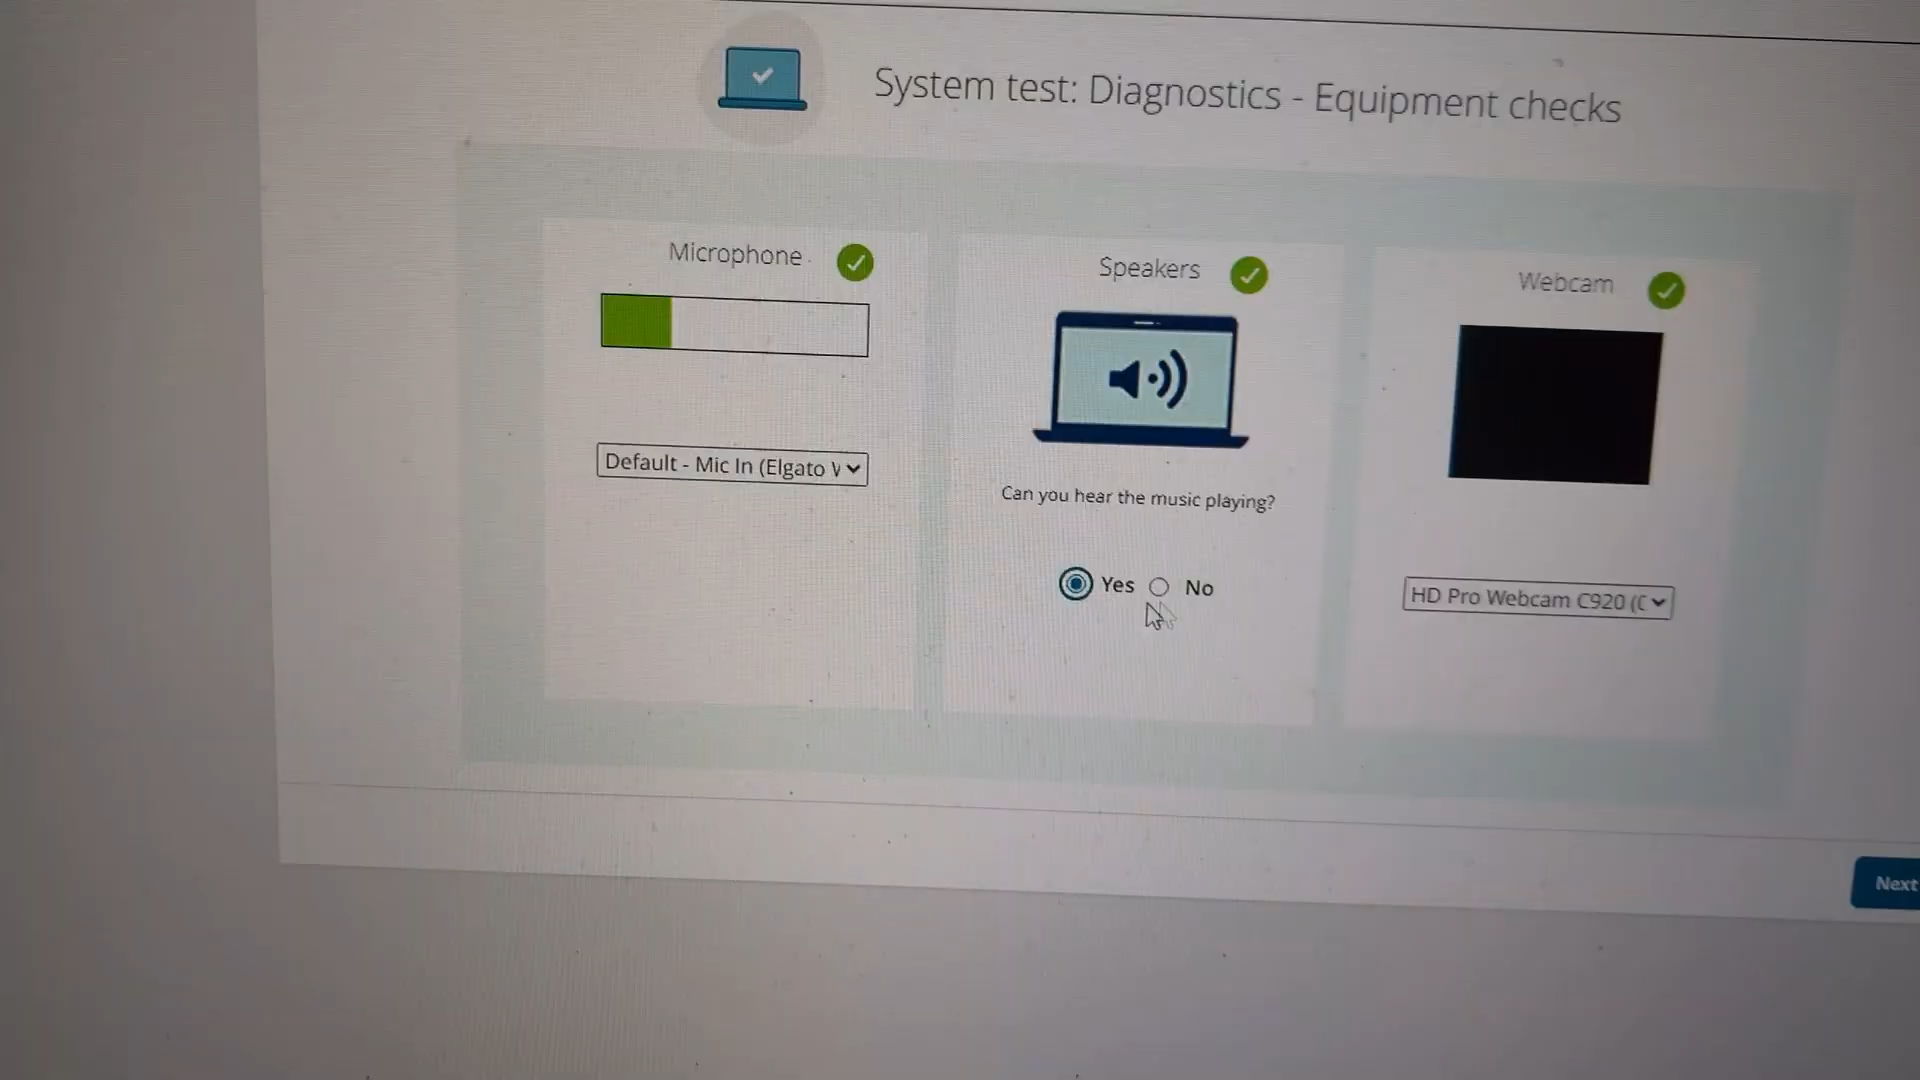 System test: Diagnostics - Equipment checks
Microphone
Speakers
Webcam
Default - Mic In (Elgato
Can you hear the music playing?
Yes
No
HD Pro Webcam C920
Next